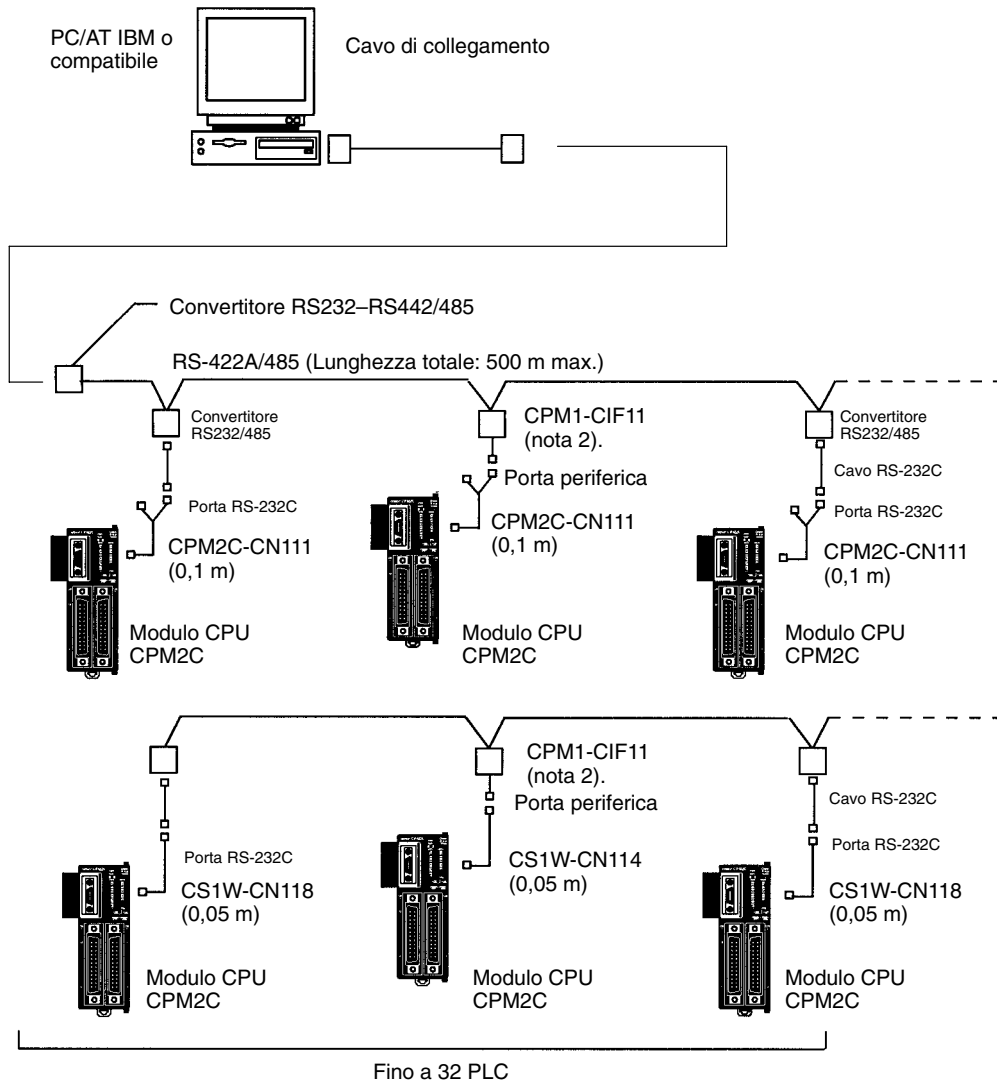 PC/AT IBM o
compatibile
Cavo di collegamento
Convertitore RS232–RS442/485
RS-422A/485 (Lunghezza totale: 500 m max.)
Convertitore
RS232/485
Porta RS-232C
CPM2C-CN111
(0,1 m)
Modulo CPU
CPM2C
CPM1-CIF11
(nota 2).
Porta periferica
CPM2C-CN111
(0,1 m)
Modulo CPU
CPM2C
Convertitore
RS232/485
Cavo RS-232C
Porta RS-232C
CPM2C-CN111
(0,1 m)
Modulo CPU
CPM2C
Porta RS-232C
CS1W-CN118
(0,05 m)
Modulo CPU
CPM2C
CPM1-CIF11
(nota 2).
Porta periferica
CS1W-CN114
(0,05 m)
Modulo CPU
CPM2C
Cavo RS-232C
Porta RS-232C
CS1W-CN118
(0,05 m)
Modulo CPU
CPM2C
Fino a 32 PLC